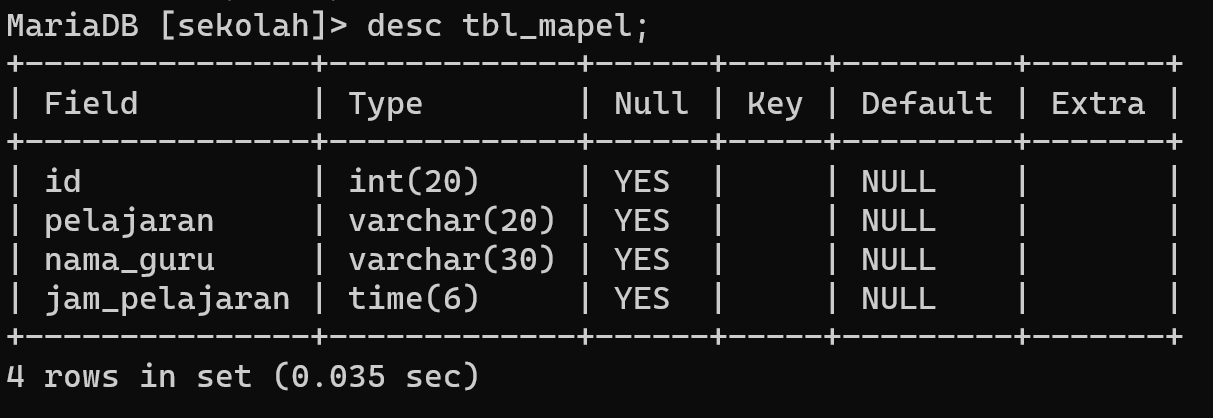 MariaDB [sekolah]> desc tbl_mapel;
+---------------+-------------+------+-----+---------+-------+
| Field         | Type        | Null | Key | Default | Extra |
+---------------+-------------+------+-----+---------+-------+
| id            | int(20)     | YES  |     | NULL    |       |
| pelajaran     | varchar(20) | YES  |     | NULL    |       |
| nama_guru     | varchar(30) | YES  |     | NULL    |       |
| jam_pelajaran | time(6)     | YES  |     | NULL    |       |
+---------------+-------------+------+-----+---------+-------+
4 rows in set (0.035 sec)